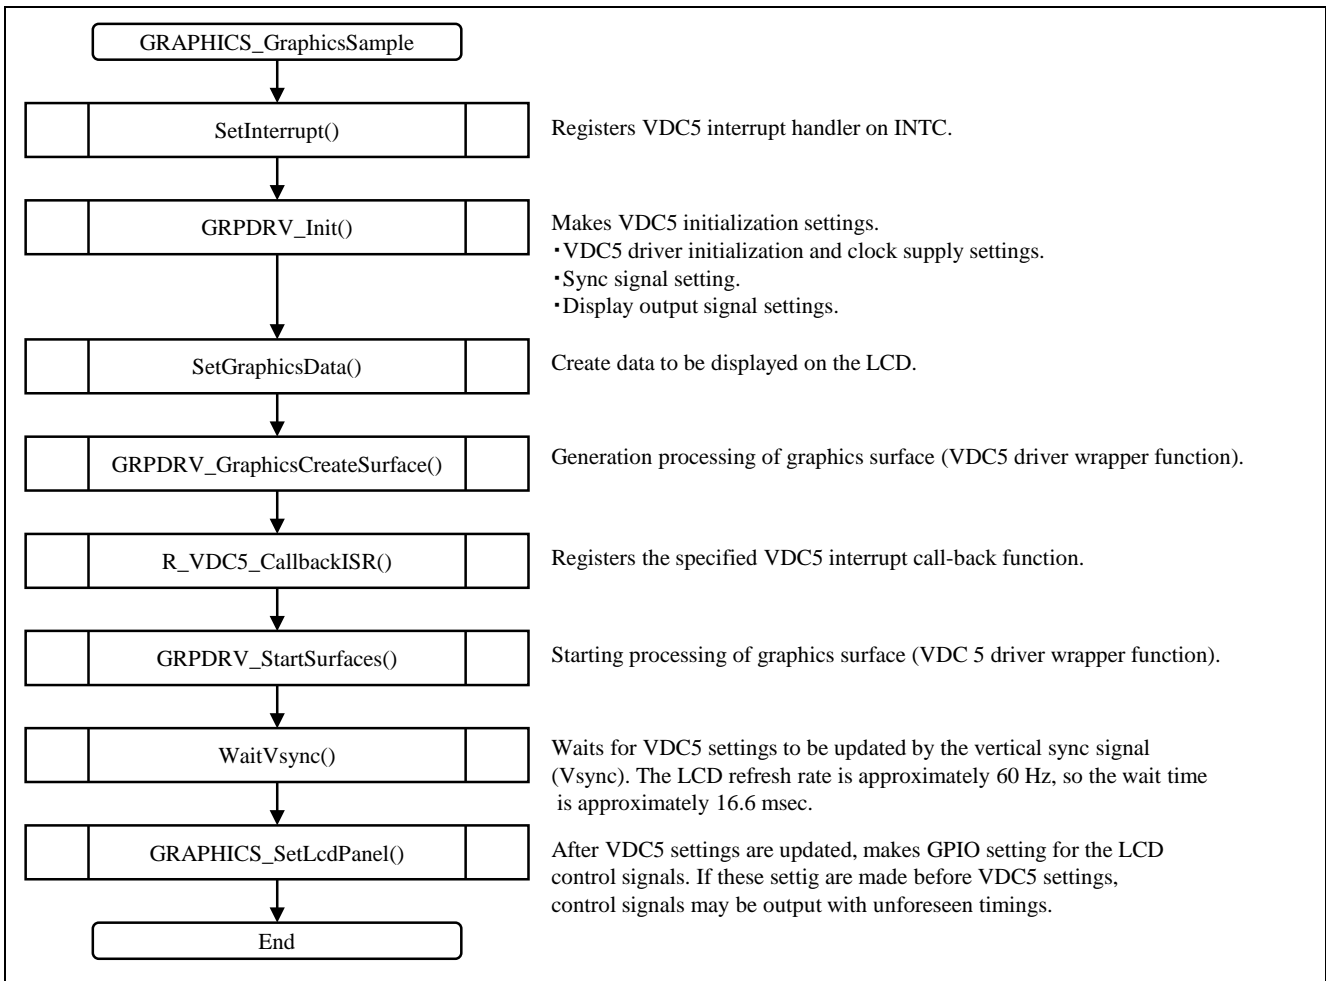 GRAPHICS_GraphicsSample
SetInterrupt()
Registers VDC5 interrupt handler on INTC.
GRPDRV_Init()
Makes VDC5 initialization settings.
・VDC5 driver initialization and clock supply settings.
・Sync signal setting.
・Display output signal settings.
SetGraphicsData()
Create data to be displayed on the LCD.
GRPDRV_GraphicsCreateSurface()
Generation processing of graphics surface (VDC5 driver wrapper function).
R_VDC5_CallbackISR()
Registers the specified VDC5 interrupt call-back function.
GRPDRV_StartSurfaces()
Starting processing of graphics surface (VDC 5 driver wrapper function).
WaitVsync()
Waits for VDC5 settings to be updated by the vertical sync signal
(Vsync). The LCD refresh rate is approximately 60 Hz, so the wait time
is approximately 16.6 msec.
GRAPHICS_SetLcdPanel()
After VDC5 settings are updated, makes GPIO setting for the LCD
control signals. If these settig are made before VDC5 settings,
control signals may be output with unforeseen timings.
End